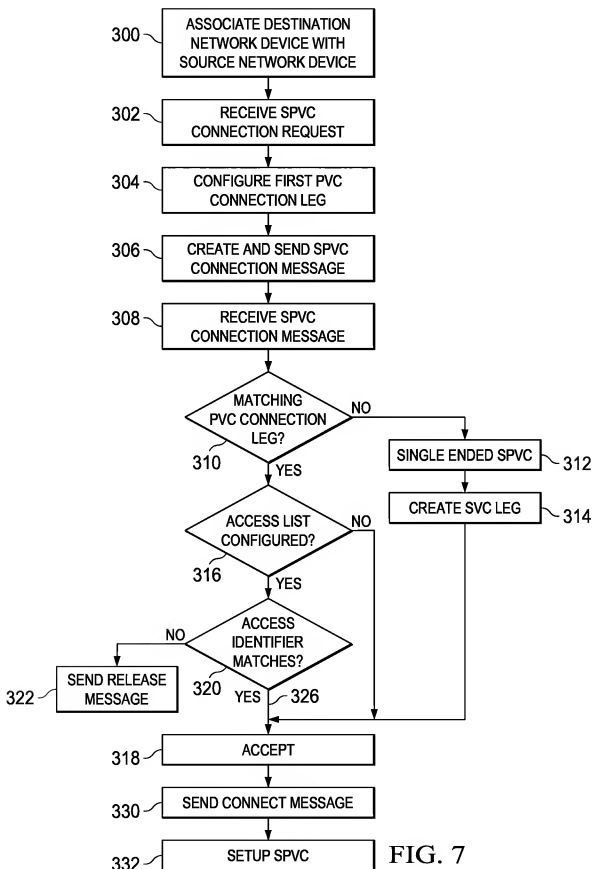 300
ASSOCIATE DESTINATION
NETWORK DEVICE WITH
SOURCE NETWORK DEVICE
302
RECEIVE SPVC
CONNECTION REQUEST
304
CONFIGURE FIRST PVC
CONNECTION LEG
306
CREATE AND SEND SPVC
CONNECTION MESSAGE
308
RECEIVE SPVC
CONNECTION MESSAGE
MATCHING
PVC CONNECTION
LEG?
NO
310
YES
SINGLE ENDED SPVC
312
CREATE SVC LEG
314
ACCESS LIST
CONFIGURED?
NO
316
YES
ACCESS
IDENTIFIER
MATCHES?
NO
320
YES
326
322
SEND RELEASE
MESSAGE
318
ACCEPT
330
SEND CONNECT MESSAGE
332
SETUP SPVC
FIG. 7